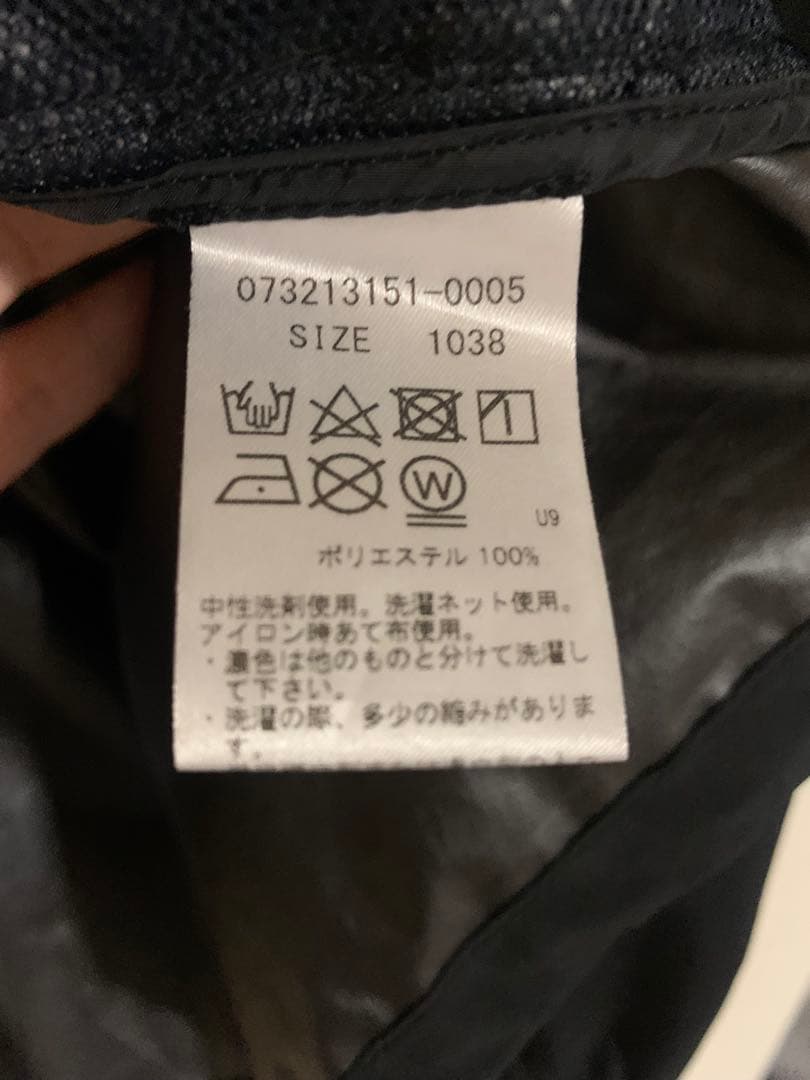 073213151-0005
SIZE 1038
W
U9
ポリエステル 100%
中性洗剤使用。洗濯ネット使用。
アイロン時あて布使用。
・濃色は他のものと分けて洗濯し
て下さい。
・洗濯の際、多少の縮みがありま
す。